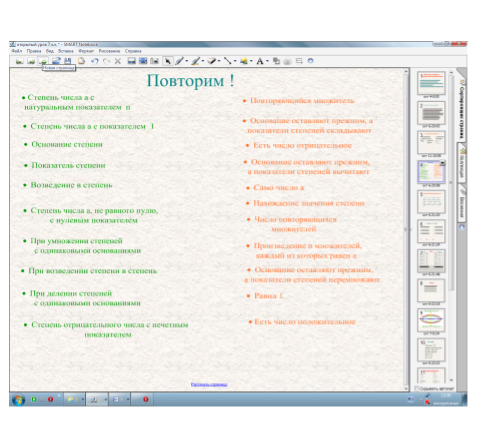 открытый урок 7 кл. * - SMART Notebook
Файл Правка Вид Вставка Формат Рисование Справка
Новая страница
Повторим !
• Степень числа а с
натуральным показателем n
• Степень числа а с показателем 1
• Основание степени
• Показатель степени
• Возведение в степень
• Степень числа а, не равного нулю,
с нулевым показателем
• При умножении степеней
с одинаковыми основаниями
• При возведении степени в степень
• При делении степеней
с одинаковыми основаниями
• Степень отрицательного числа с нечетным
показателем
• Повторяющийся множитель
• Основание оставляют прежним, а
показатели степеней складывают
• Есть число отрицательное
• Основание оставляют прежним,
а показатели степеней вычитают
• Само число а
• Нахождение значения степени
• Число повторяющихся
множителей
• Произведение n множителей,
каждый из которых равен а
• Основание оставляют прежним,
а показатели степеней перемножают
• Равна 1
• Есть число положительное
Расширить страницу
Сортировщик страниц
Коллекция
Вложения
Скрывать автомат